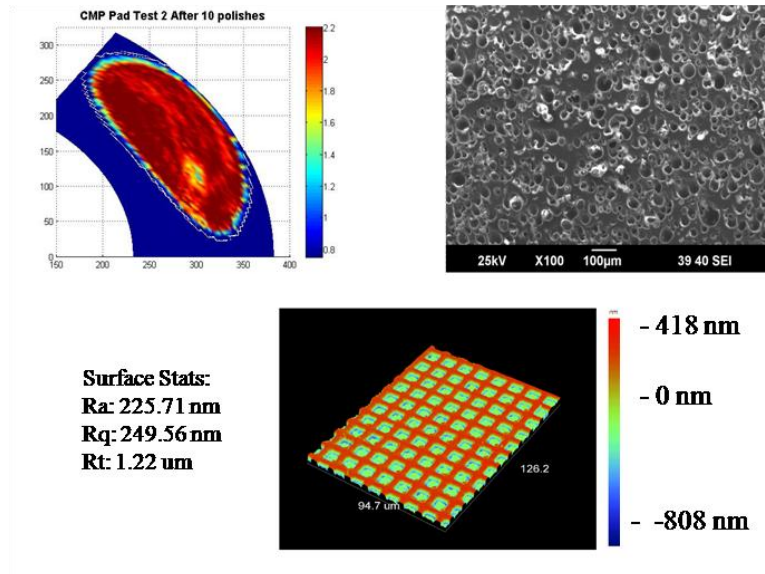 CMP Pad Test 2 After 10 polishes
300
250
200
150
100
50
0
150 200 250 300 350 400
2.2
2
1.8
1.6
1.4
1.2
1
0.8
25kV X100 100µm 39 40 SEI
Surface Stats:
Ra: 225.71 nm
Rq: 249.56 nm
Rt: 1.22 um
94.7 um
126.2
- 418 nm
- 0 nm
- -808 nm